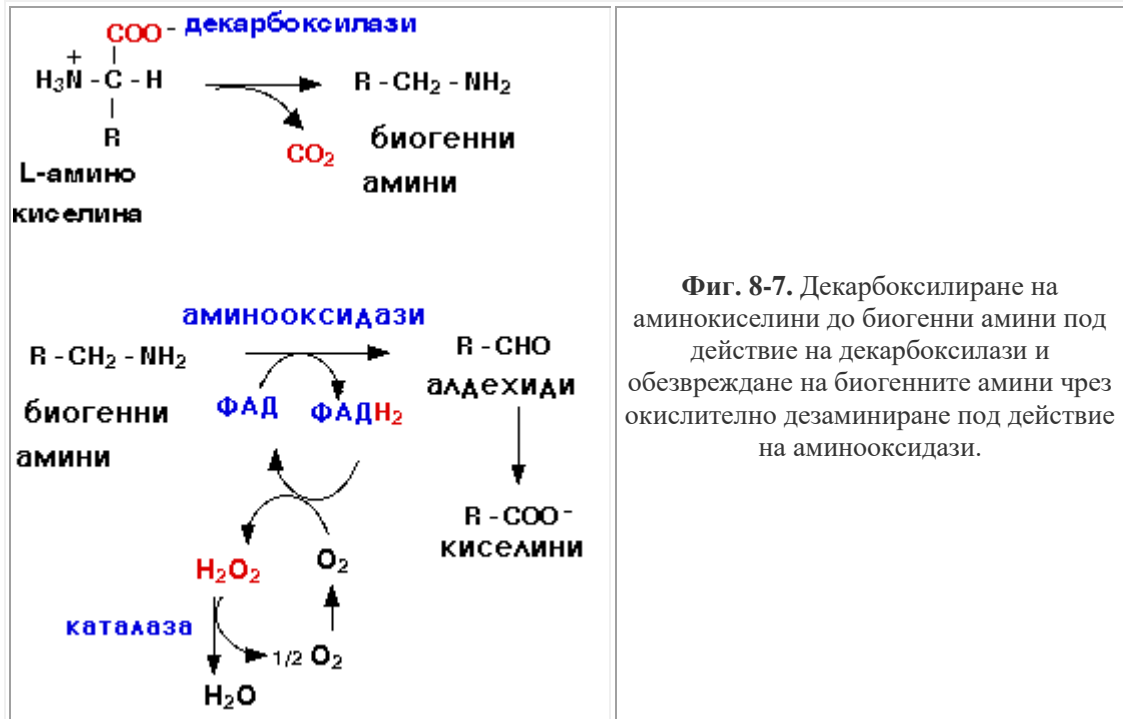 COO - декарбоксилази
+
H₃N - C - H
R - CH₂ - NH₂
R
CO₂
биогенни
амини
L-амино
киселина
аминооксидази
R - CH₂ - NH₂
R - CHO
алдехиди
биогенни
амини
ФАД
ФАДH₂
R - COO⁻
киселини
H₂O₂
O₂
каталаза
1/2 O₂
H₂O
Фиг. 8-7. Декарбоксилиране на
аминокиселини до биогенни амини под
действие на декарбоксилази и
обезвреждане на биогенните амини чрез
окислително дезаминиране под действие
на аминооксидази.